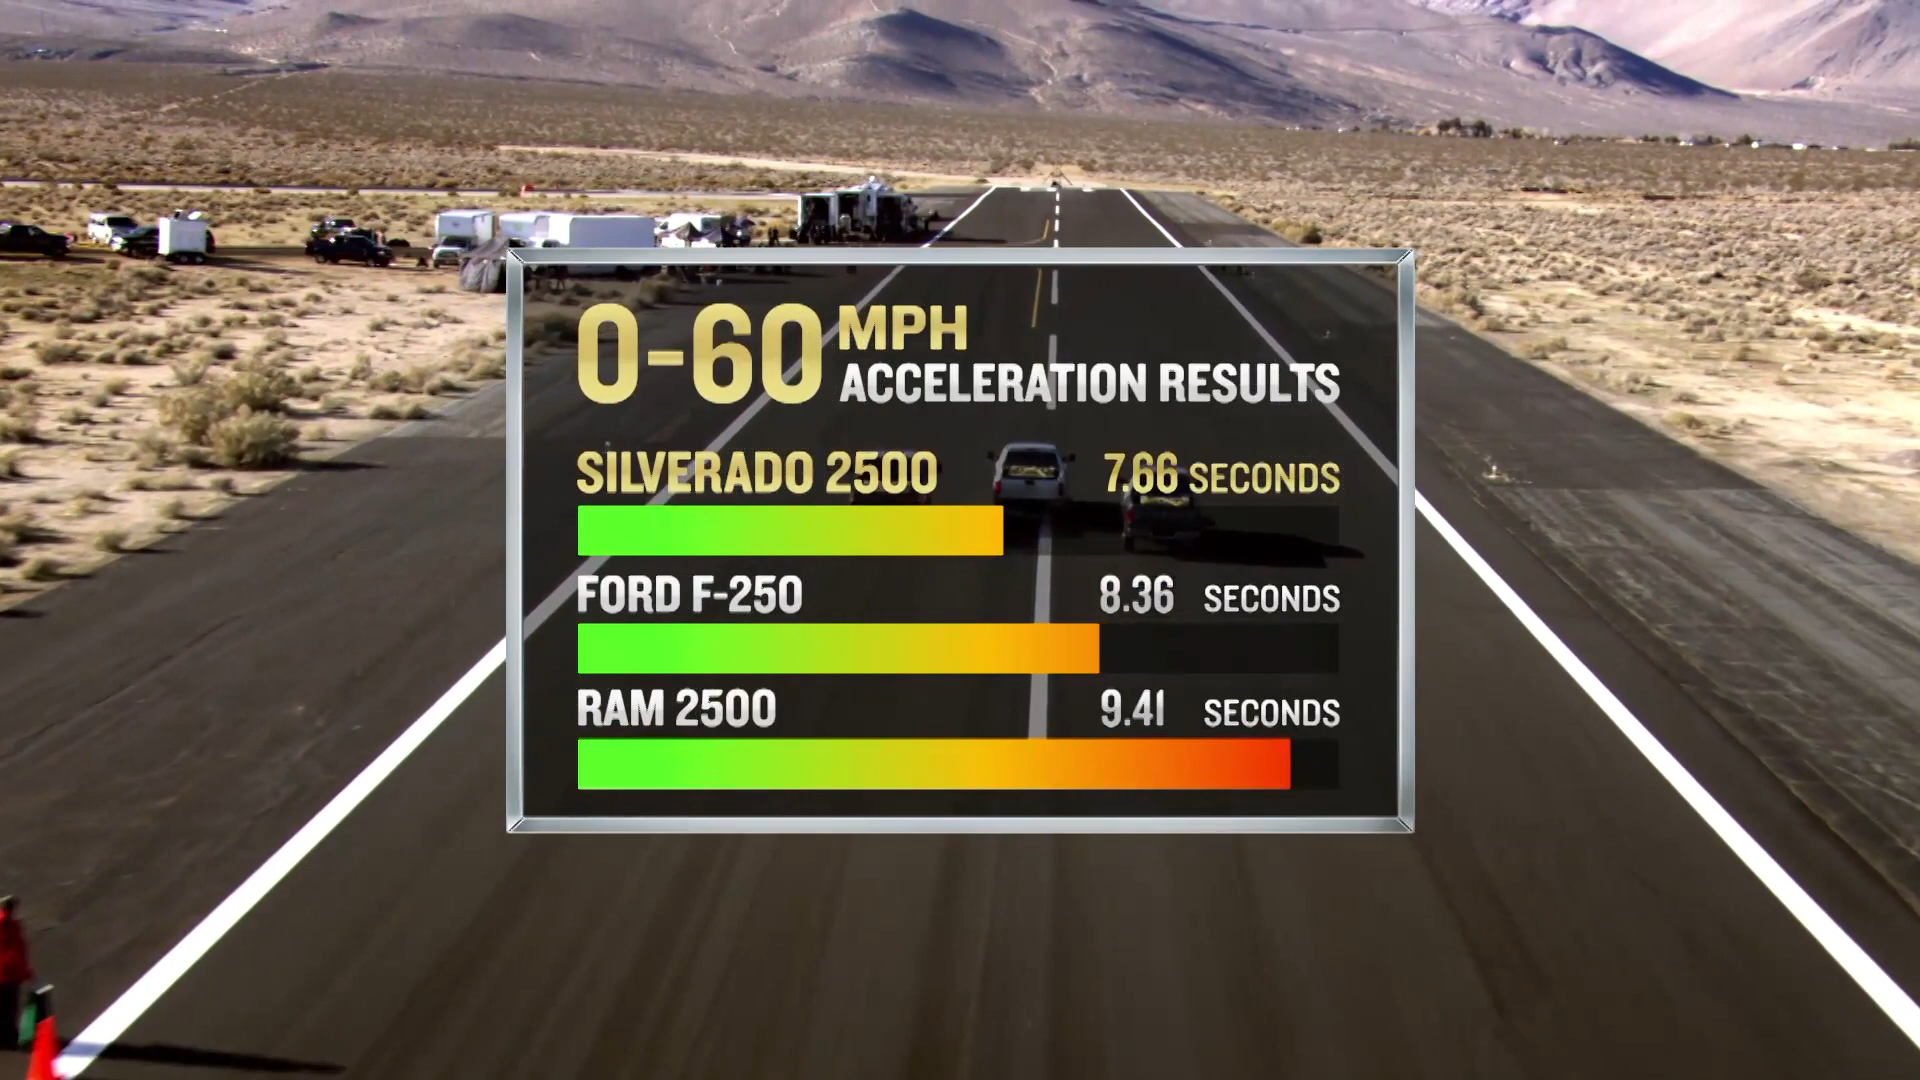 0-60 MPH
ACCELERATION RESULTS
SILVERADO 2500 7.66 SECONDS
FORD F-250 8.36 SECONDS
RAM 2500 9.41 SECONDS